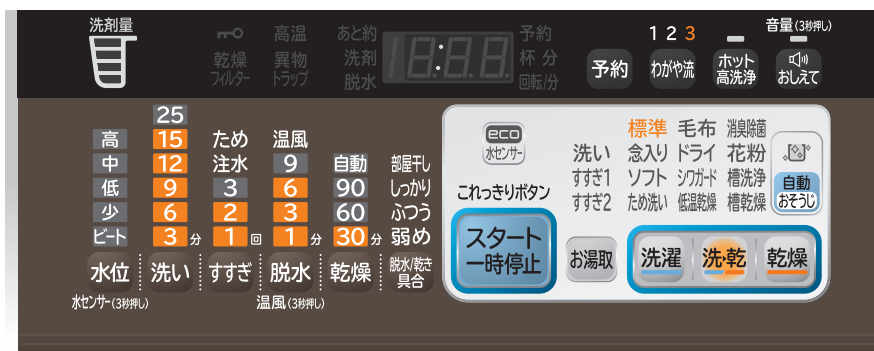 洗剤量
高温
乾燥
フィルター
異物
トラップ
あと約
洗剤
脱水
18:88
予約
杯 分
回転/分
予約
1 2 3
わがや流
ホット
高洗浄
音量(3秒押し)
おしえて
25
高 15 ため 温風
中 12 注水 9 自動 部屋干し
低 9 3 6 90 しっかり
少 6 2 3 60 ふつう
ビート 3分 1回 1分 30分 弱め
水位 洗い すすぎ 脱水 乾燥 脱水/乾き
具合
水センサー(3秒押し)
温風(3秒押し)
eco
水センサー
これっきりボタン
スタート
一時停止
標準 毛布 消臭除菌
洗い 念入り ドライ 花粉
すすぎ1 ソフト シワガード 槽洗浄
すすぎ2 ため洗い 低温乾燥 槽乾燥
自動
おそうじ
お湯取
洗濯
洗・乾
乾燥